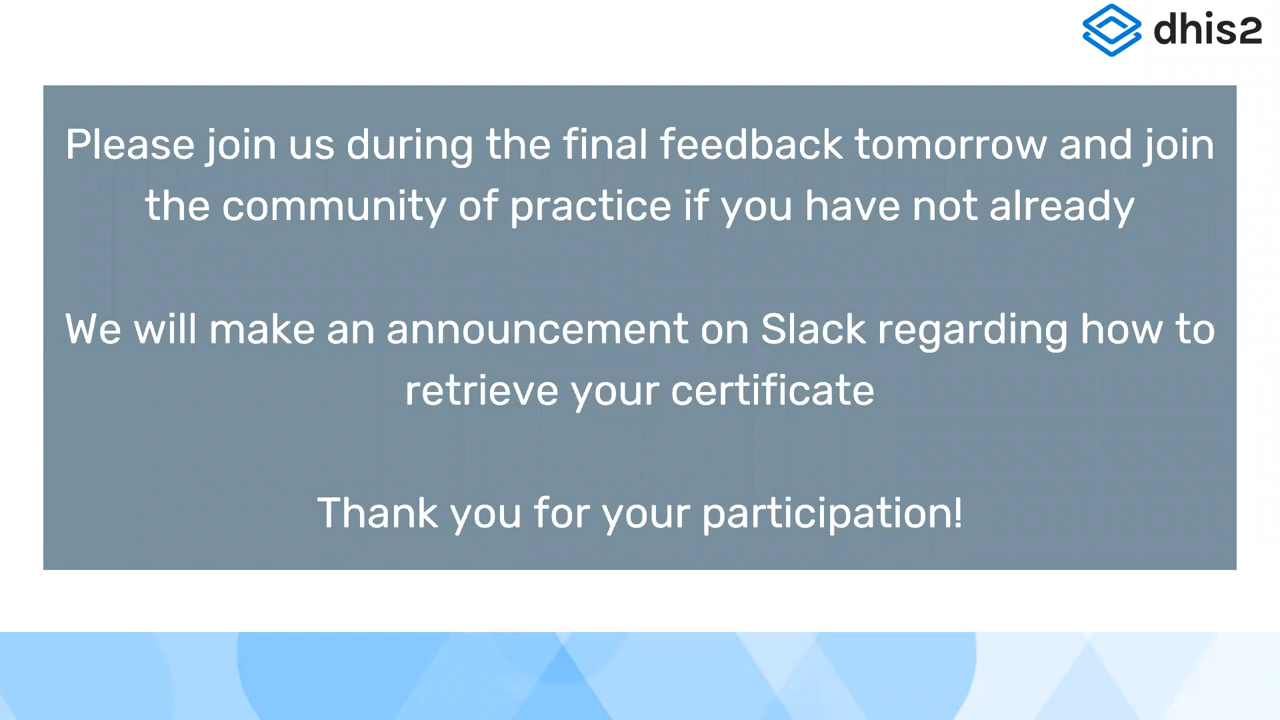 dhis2
Please join us during the final feedback tomorrow and join
the community of practice if you have not already
We will make an announcement on Slack regarding how to
retrieve your certificate
Thank you for your participation!